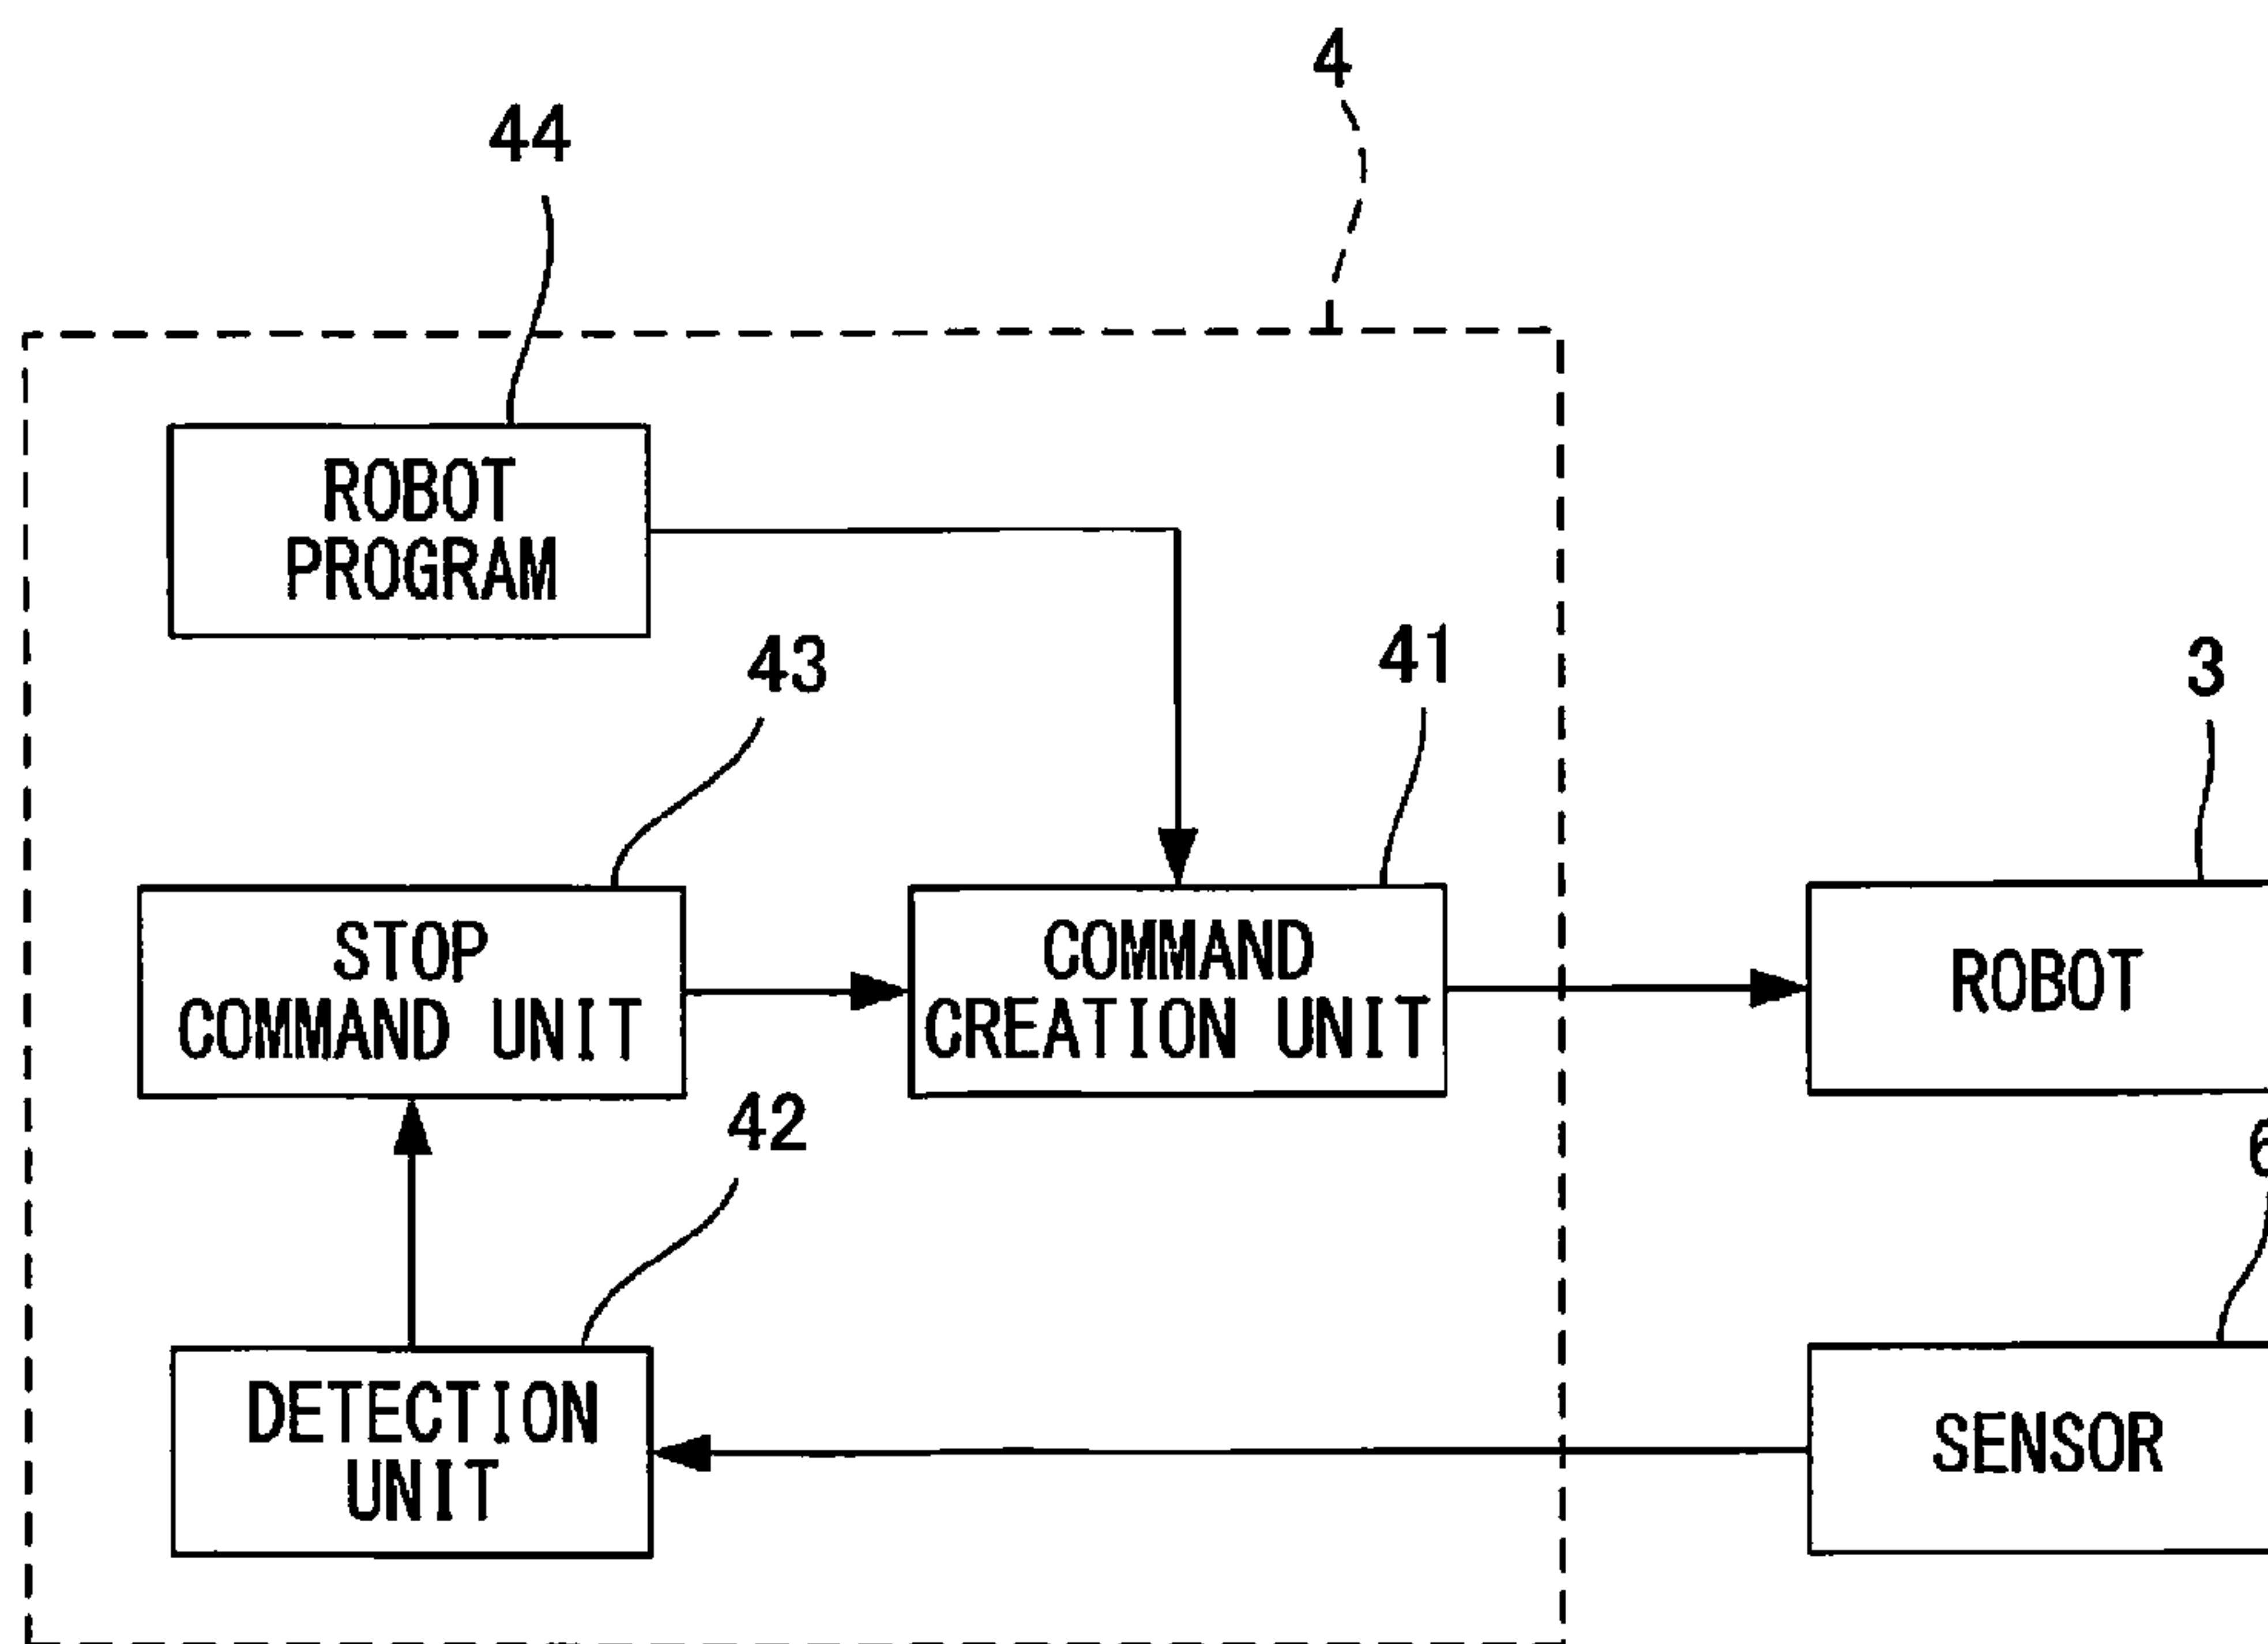 4
44
ROBOT
PROGRAM
43
41
3
STOP
COMMAND UNIT
COMMAND
CREATION UNIT
ROBOT
42
DETECTION
UNIT
SENSOR